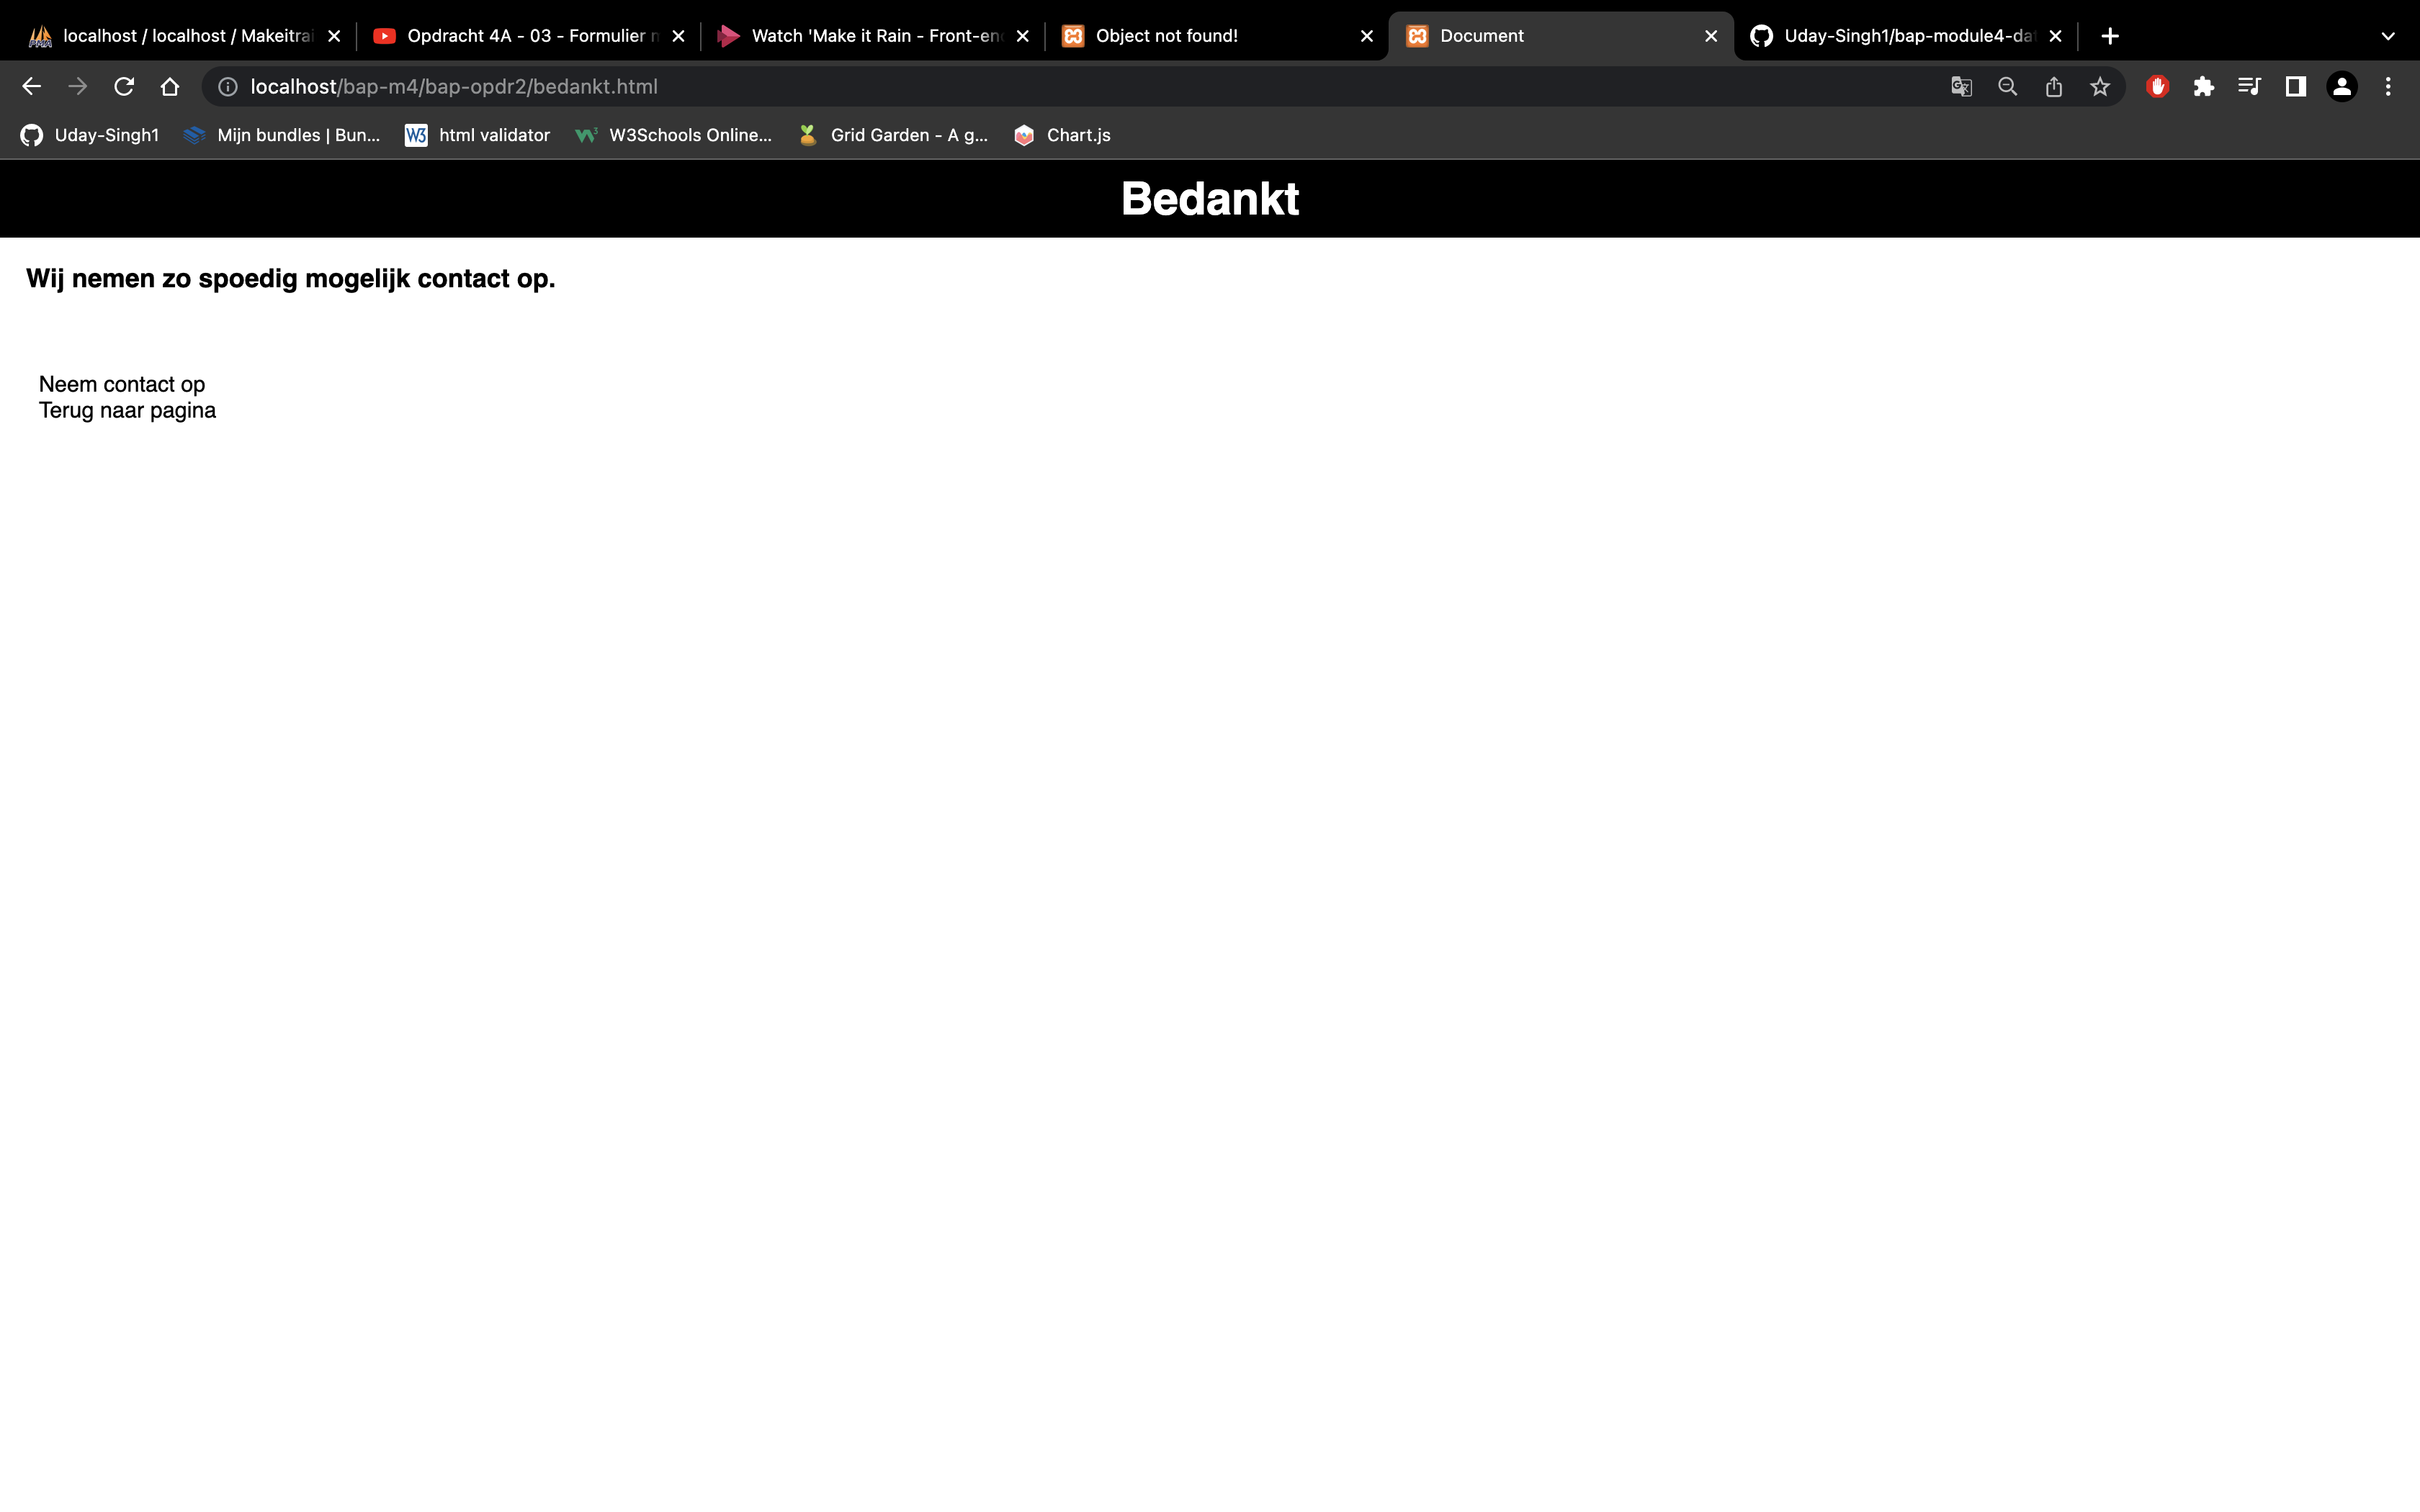 localhost / localhost / Makeitrai
Opdracht 4A - 03 - Formulier
Watch 'Make it Rain - Front-en
Object not found!
Document
Uday-Singh1/bap-module4-da
localhost/bap-m4/bap-opdr2/bedankt.html
Uday-Singh1
Mijn bundles | Bun...
W3 html validator
W3Schools Online...
Grid Garden - A g...
Chart.js
Bedankt
Wij nemen zo spoedig mogelijk contact op.
Neem contact op
Terug naar pagina